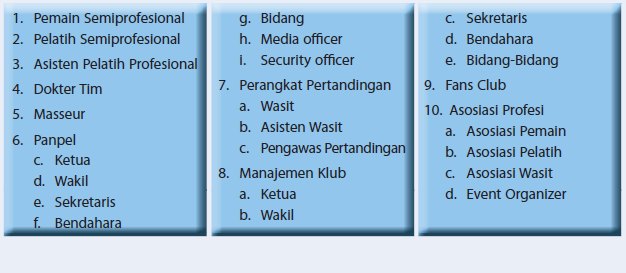 1. Pemain Semiprofesional
2. Pelatih Semiprofesional
3. Asisten Pelatih Profesional
4. Dokter Tim
5. Masseur
6. Panpel
c. Ketua
d. Wakil
e. Sekretaris
f. Bendahara
g. Bidang
h. Media officer
i. Security officer
7. Perangkat Pertandingan
a. Wasit
b. Asisten Wasit
c. Pengawas Pertandingan
8. Manajemen Klub
a. Ketua
b. Wakil
c. Sekretaris
d. Bendahara
e. Bidang-Bidang
9. Fans Club
10. Asosiasi Profesi
a. Asosiasi Pemain
b. Asosiasi Pelatih
c. Asosiasi Wasit
d. Event Organizer